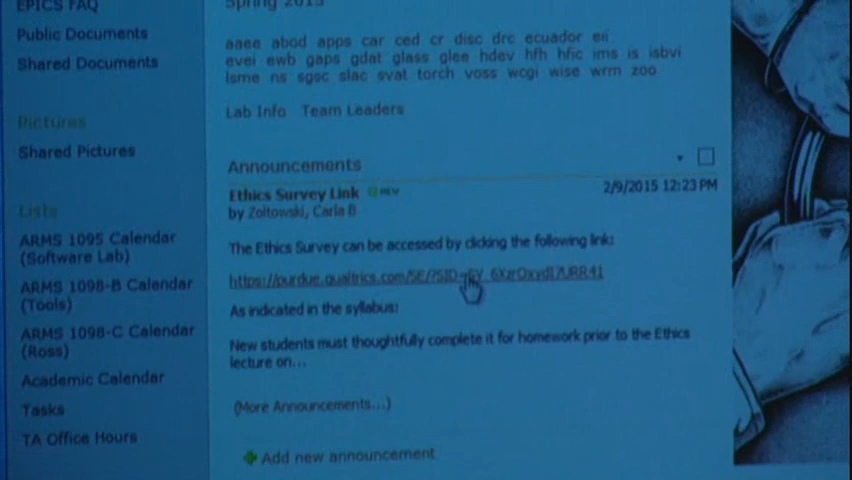 EPICS FAQ
Public Documents
Shared Documents
Pictures
Shared Pictures
Lists
ARMS 1095 Calendar
(Software Lab)
ARMS 1098-B Calendar
(Tools)
ARMS 1098-C Calendar
(Ross)
Academic Calendar
Tasks
TA Office Hours
Spring 2015
aaee abod apps car ced cr disc drc ecuador eii
evei ewb gaps gdat glass glee hdev hfh hfic ims is isbvi
lsme ns sgsc slac svat torch voss wcgi wise wrm zoo
Lab Info Team Leaders
Announcements
Ethics Survey Link NEW
2/9/2015 12:23 PM
by Zoltowski, Carla B
The Ethics Survey can be accessed by clicking the following link:
As indicated in the syllabus:
New students must thoughtfully complete it for homework prior to the Ethics
lecture on...
(More Announcements...)
Add new announcement